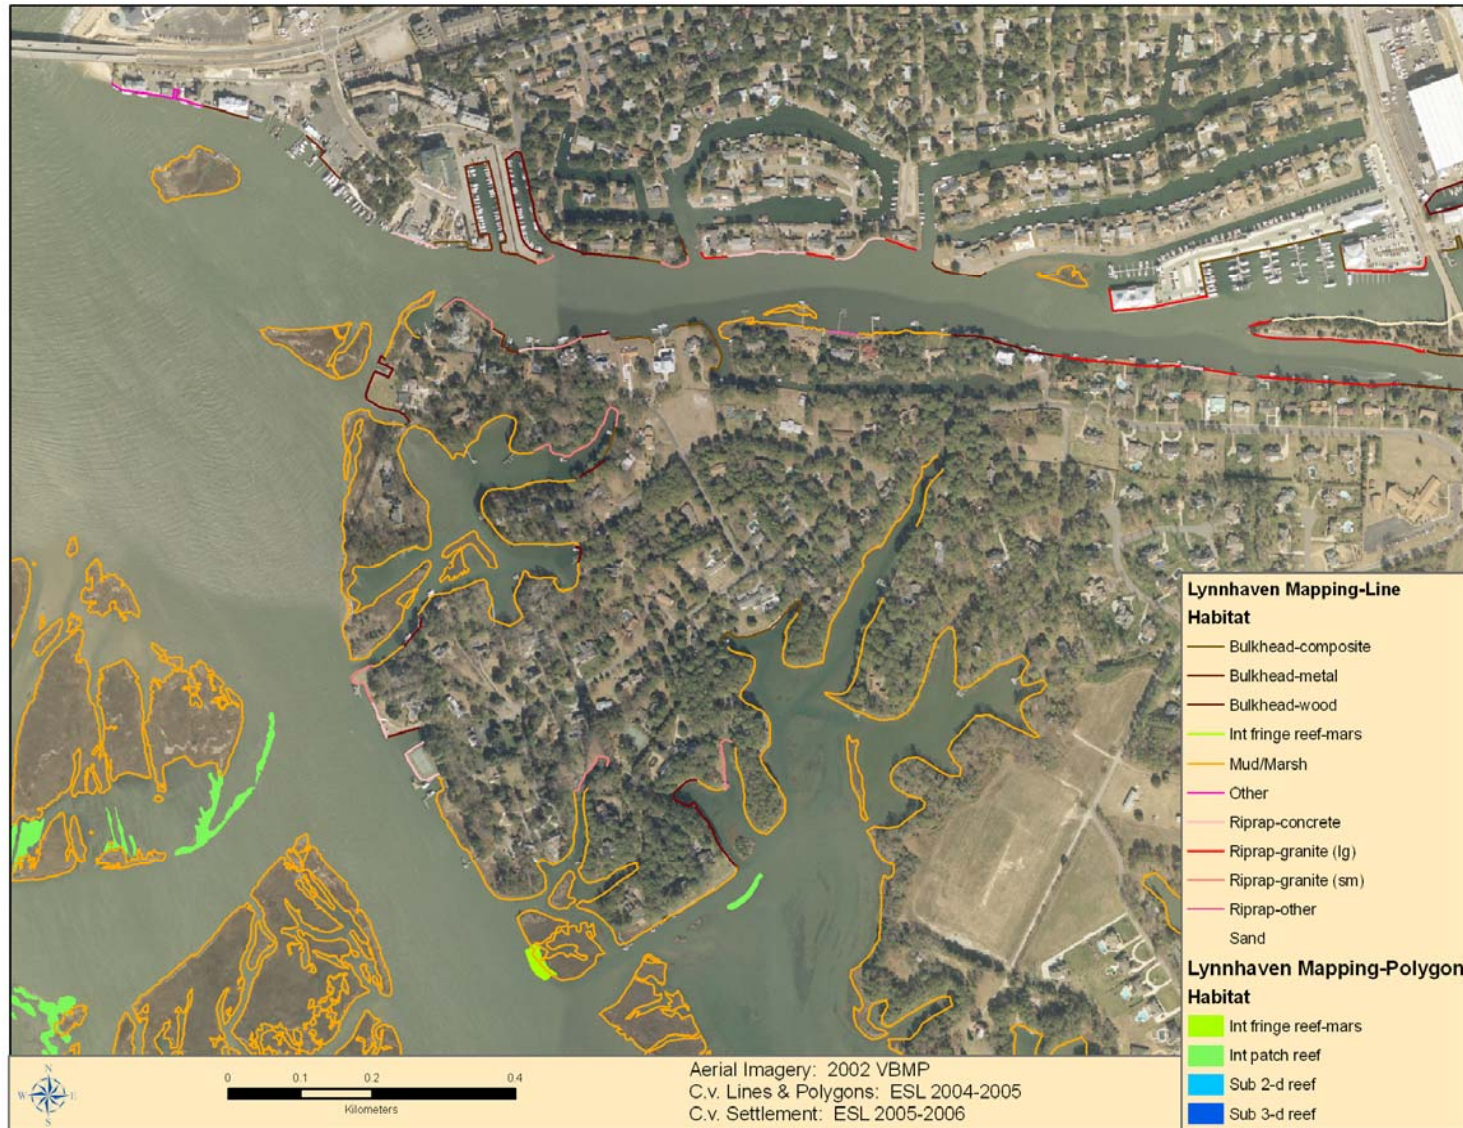 Lynnhaven Mapping-Line
Habitat
Bulkhead-composite
Bulkhead-metal
Bulkhead-wood
Int fringe reef-mars
Mud/Marsh
Other
Riprap-concrete
Riprap-granite (lg)
Riprap-granite (sm)
Riprap-other
Sand
Lynnhaven Mapping-Polygon
Habitat
Int fringe reef-mars
Int patch reef
Sub 2-d reef
Sub 3-d reef
N
W E
S
0 0.1 0.2 0.4
Kilometers
Aerial Imagery: 2002 VBMP
C.v. Lines & Polygons: ESL 2004-2005
C.v. Settlement: ESL 2005-2006